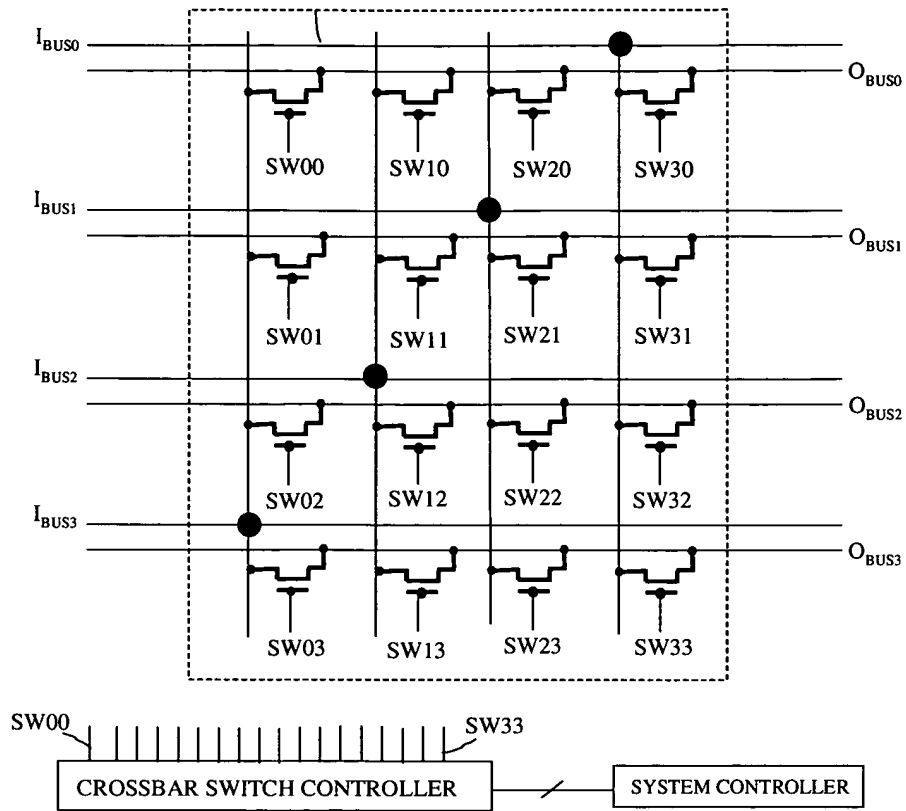 I_BUS0
O_BUS0
SW00 SW10 SW20 SW30
I_BUS1
O_BUS1
SW01 SW11 SW21 SW31
I_BUS2
O_BUS2
SW02 SW12 SW22 SW32
I_BUS3
O_BUS3
SW03 SW13 SW23 SW33
SW00 SW33
CROSSBAR SWITCH CONTROLLER SYSTEM CONTROLLER